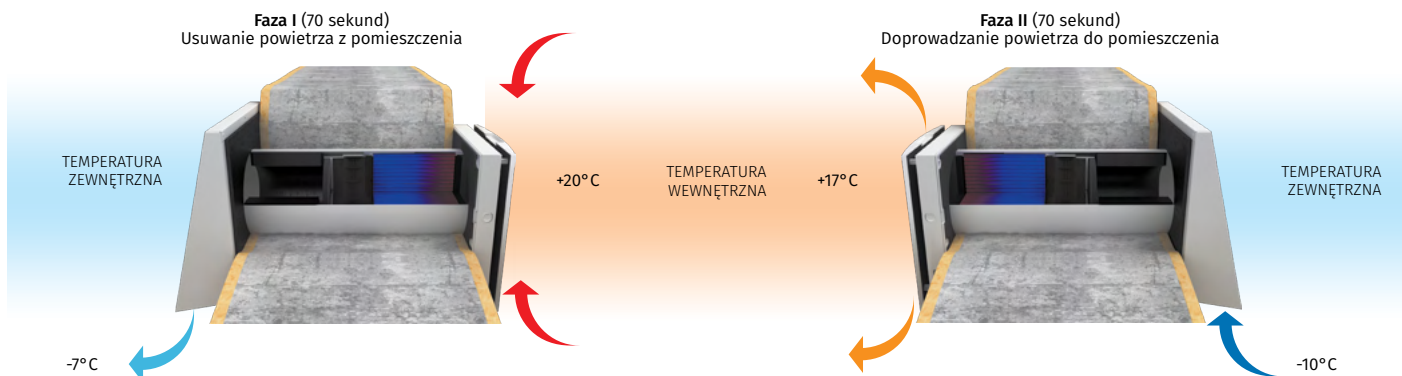 Faza I (70 sekund)
Usuwanie powietrza z pomieszczenia
TEMPERATURA
ZEWNĘTRZNA
-7°C
+20°C
TEMPERATURA
WEWNĘTRZNA
Faza II (70 sekund)
Doprowadzanie powietrza do pomieszczenia
+17°C
TEMPERATURA
ZEWNĘTRZNA
-10°C